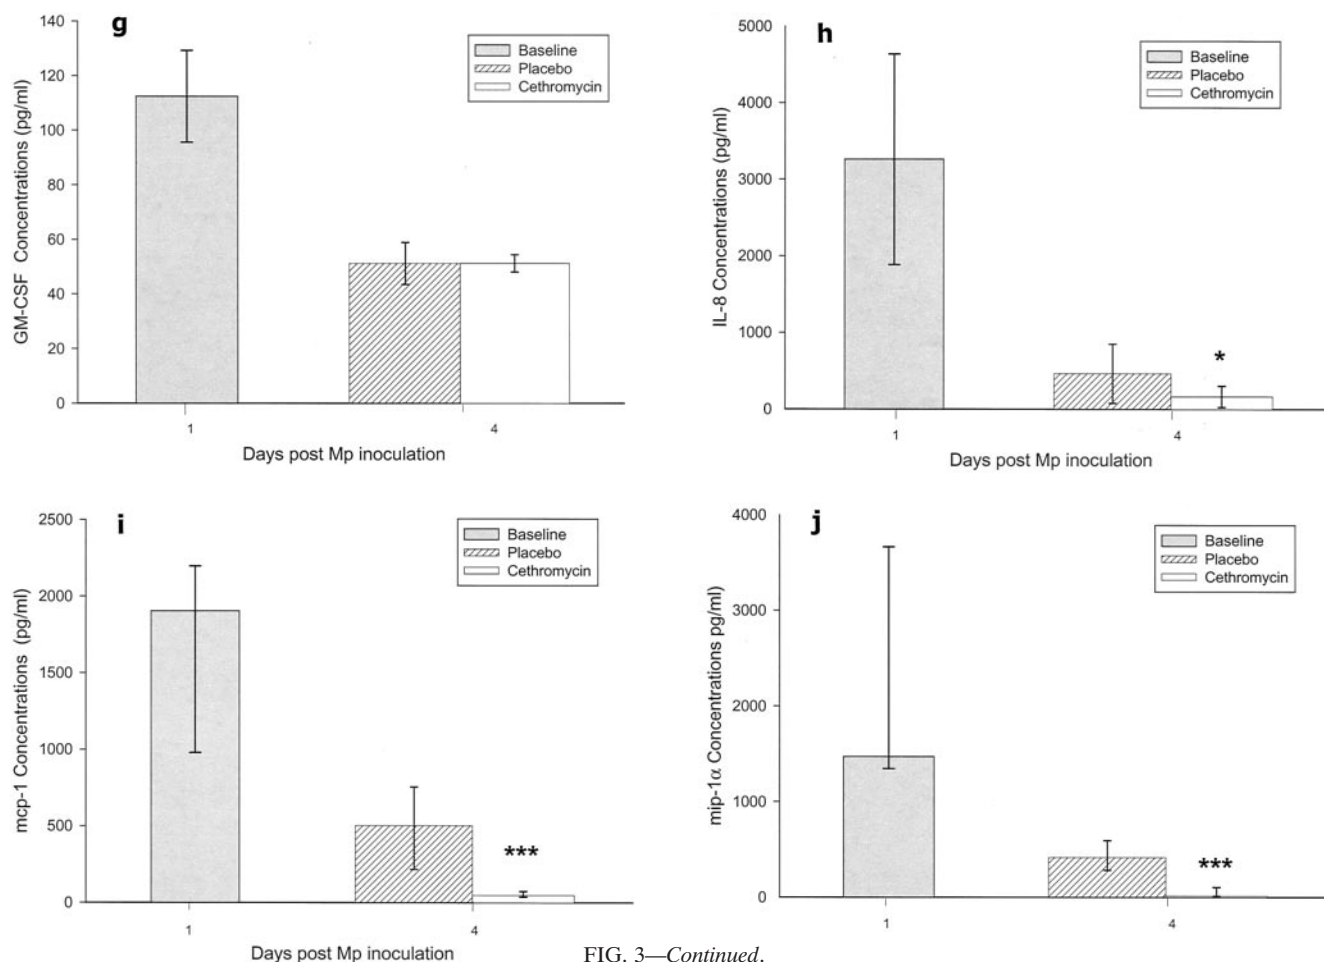 g
140
120
100
80
60
40
20
0
GM-CSF Concentrations (pg/ml)
Baseline
Placebo
Cethromycin
1
4
Days post Mp inoculation
h
5000
4000
3000
2000
1000
0
IL-8 Concentrations (pg/ml)
Baseline
Placebo
Cethromycin
*
1
4
Days post Mp inoculation
i
2500
2000
1500
1000
500
0
mcp-1 Concentrations (pg/ml)
Baseline
Placebo
Cethromycin
***
1
4
Days post Mp inoculation
j
4000
3000
2000
1000
0
mip-1α Concentrations pg/ml)
Baseline
Placebo
Cethromycin
***
1
4
FIG. 3—Continued.